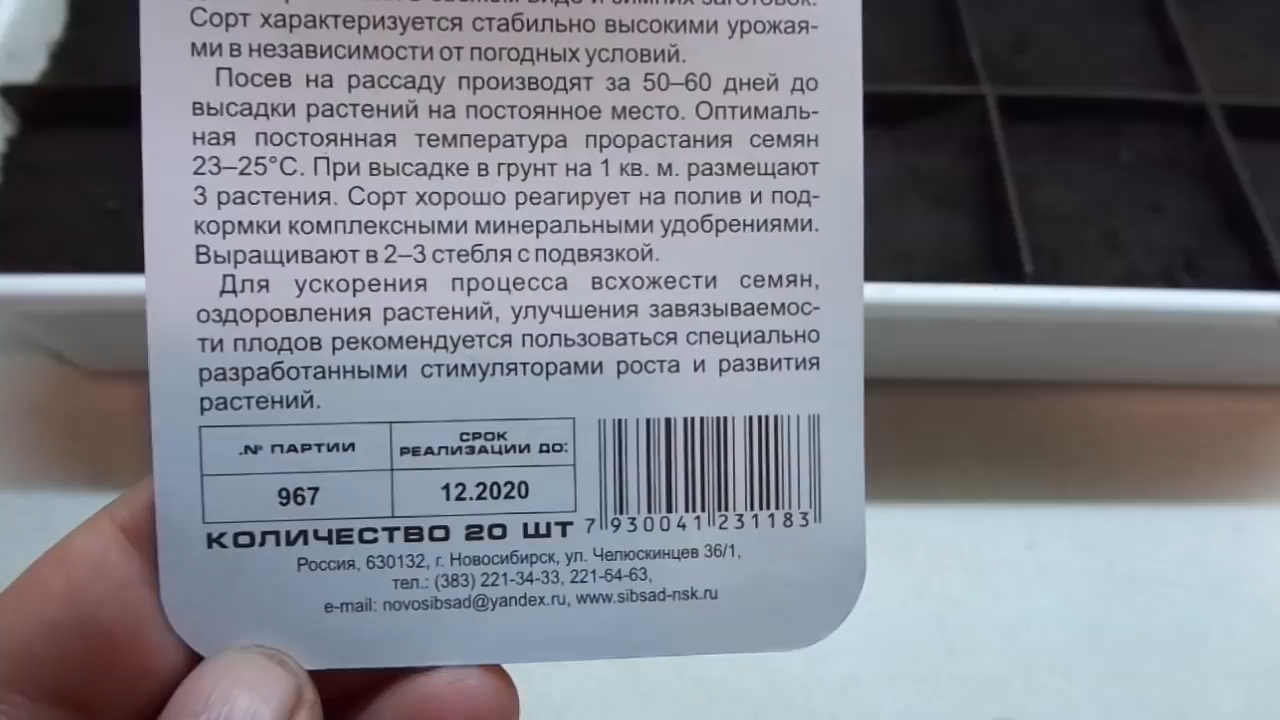 Сорт характеризуется стабильно высокими урожая-
ми в независимости от погодных условий.
Посев на рассаду производят за 50–60 дней до
высадки растений на постоянное место. Оптималь-
ная постоянная температура прорастания семян
23–25°С. При высадке в грунт на 1 кв. м. размещают
3 растения. Сорт хорошо реагирует на полив и под-
кормки комплексными минеральными удобрениями.
Выращивают в 2–3 стебля с подвязкой.
Для ускорения процесса всхожести семян,
оздоровления растений, улучшения завязываемос-
ти плодов рекомендуется пользоваться специально
разработанными стимуляторами роста и развития
растений.
№ ПАРТИИ
СРОК
РЕАЛИЗАЦИИ ДО:
967
12.2020
КОЛИЧЕСТВО 20 ШТ
7 930041 231183
Россия, 630132, г. Новосибирск, ул. Челюскинцев 36/1,
тел.: (383) 221-34-33, 221-64-63,
e-mail: novosibsad@yandex.ru, www.sibsad-nsk.ru